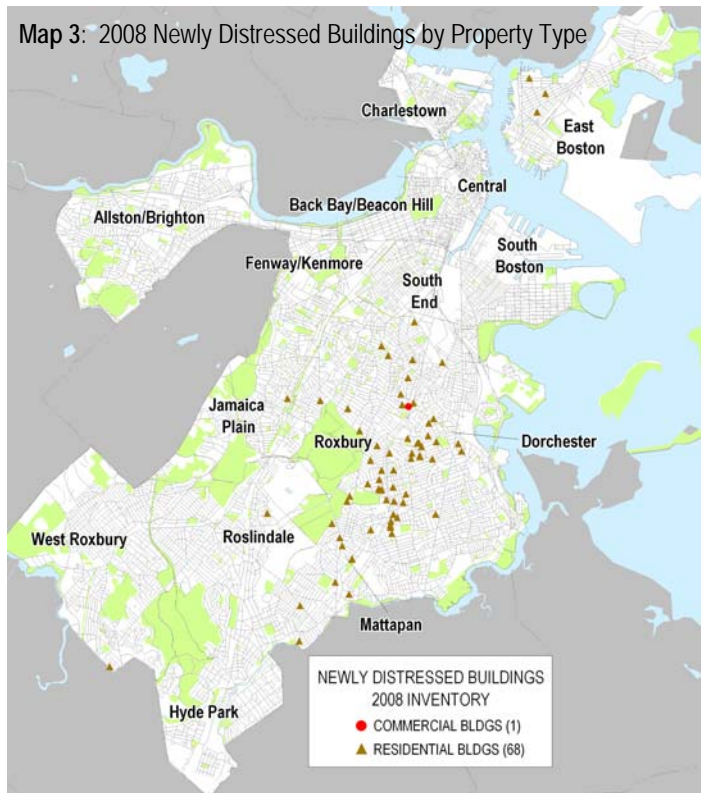 Map 3: 2008 Newly Distressed Buildings by Property Type
Charlestown
East
Boston
Central
Back Bay/Beacon Hill
Allston/Brighton
South
Boston
Fenway/Kenmore
South
End
Jamaica
Plain
Roxbury
Dorchester
West Roxbury
Roslindale
Mattapan
Hyde Park
NEWLY DISTRESSED BUILDINGS
2008 INVENTORY
COMMERCIAL BLDGS (1)
RESIDENTIAL BLDGS (68)